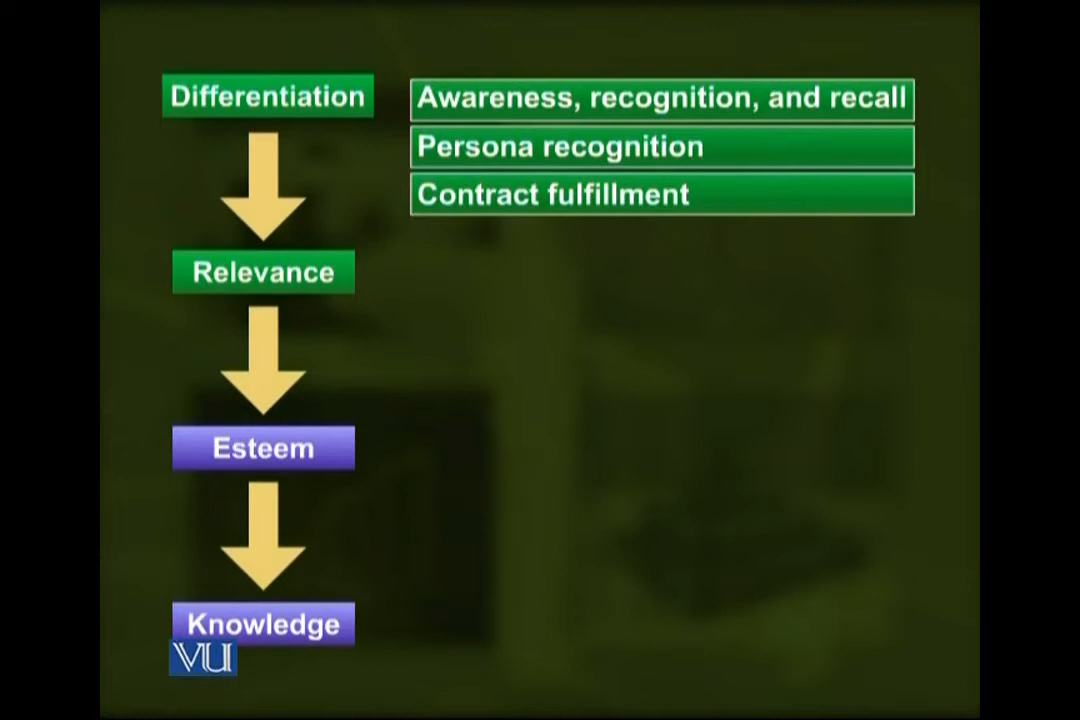 Differentiation
Awareness, recognition, and recall
Persona recognition
Contract fulfillment
Relevance
Esteem
Knowledge
VU